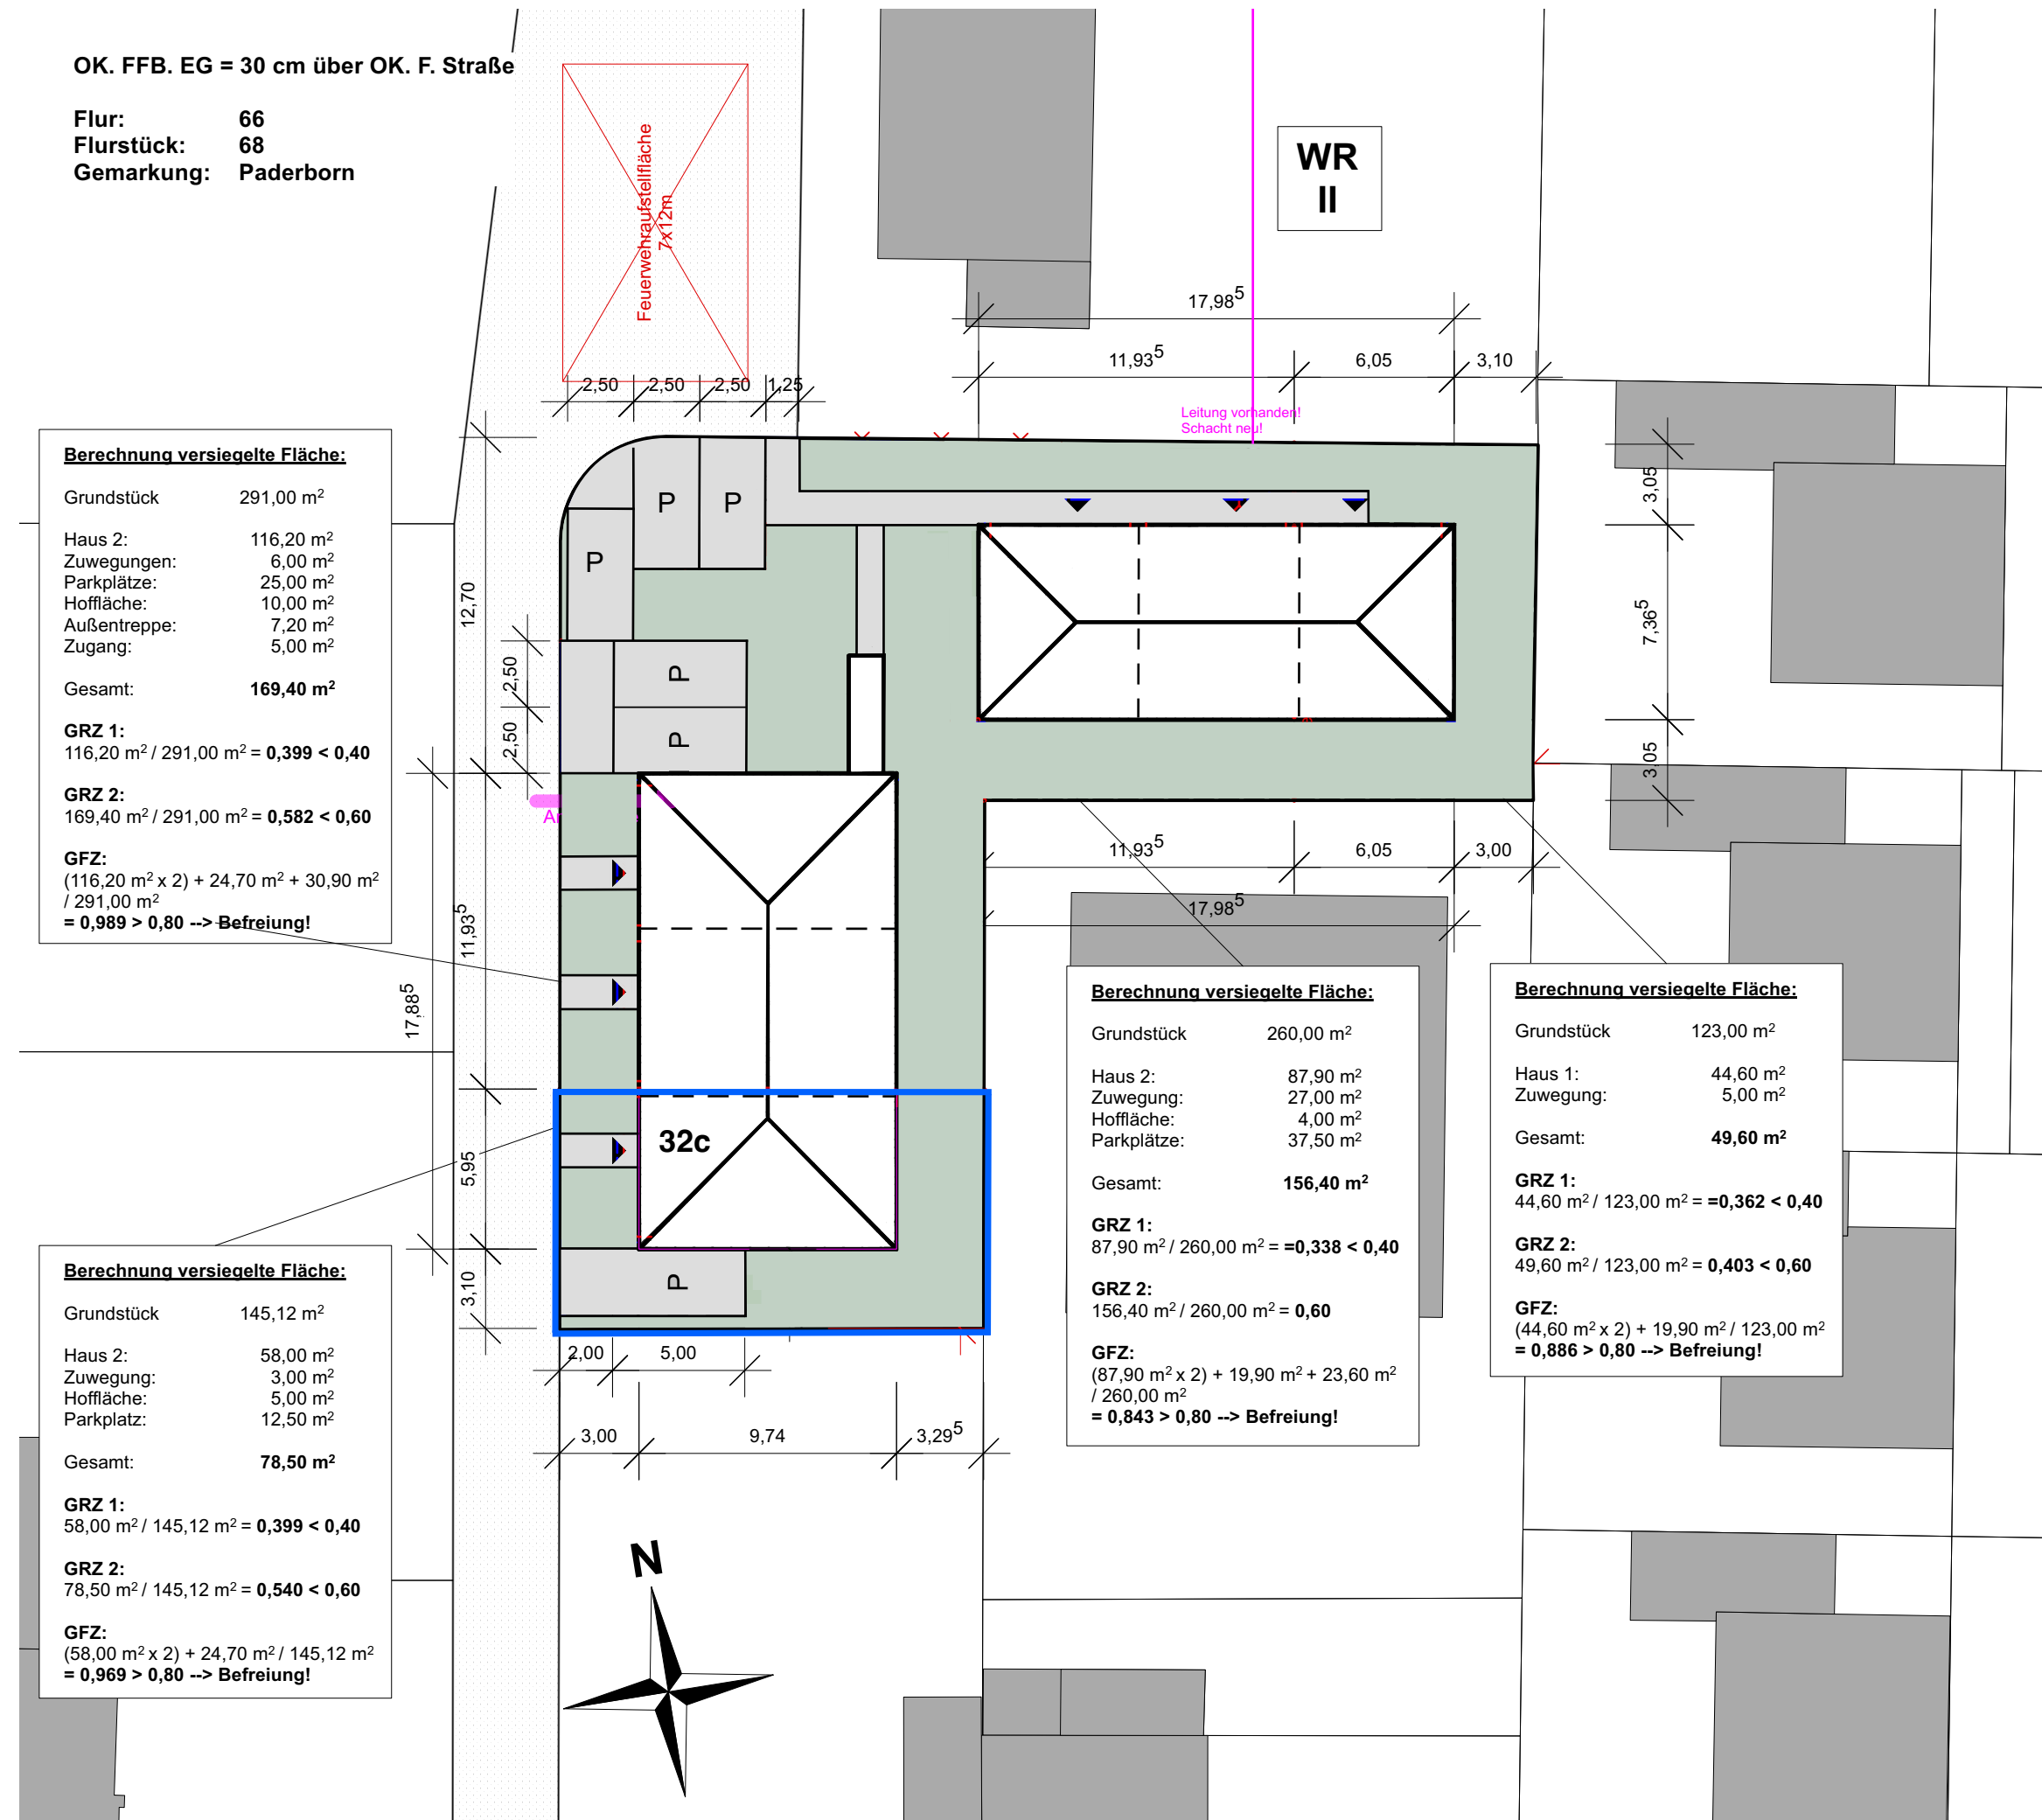 OK. FFB. EG = 30 cm über OK. F. Straße
Flur: 66
Flurstück: 68
Gemarkung: Paderborn
Feuerwehraufstellfläche
7x12m
WR
II
17,98⁵
11,93⁵ 6,05 3,10
2,50 2,50 2,50 1,25
Leitung vorhanden!
Schacht neu!
Berechnung versiegelte Fläche:
Grundstück 291,00 m²
Haus 2: 116,20 m²
Zuwegungen: 6,00 m²
Parkplätze: 25,00 m²
Hoffläche: 10,00 m²
Außentreppe: 7,20 m²
Zugang: 5,00 m²
Gesamt: 169,40 m²
GRZ 1:
116,20 m² / 291,00 m² = 0,399 < 0,40
GRZ 2:
169,40 m² / 291,00 m² = 0,582 < 0,60
GFZ:
(116,20 m² x 2) + 24,70 m² + 30,90 m²
/ 291,00 m²
= 0,989 > 0,80 --> Befreiung!
12,70
2,50
2,50
11,93⁵
17,88⁵
5,95
3,10
P P
P
P
P
3,05
7,36⁵
3,05
11,93⁵ 6,05 3,00
17,98⁵
32c
P
2,00 5,00
3,00 9,74 3,29⁵
Berechnung versiegelte Fläche:
Grundstück 145,12 m²
Haus 2: 58,00 m²
Zuwegung: 3,00 m²
Hoffläche: 5,00 m²
Parkplatz: 12,50 m²
Gesamt: 78,50 m²
GRZ 1:
58,00 m² / 145,12 m² = 0,399 < 0,40
GRZ 2:
78,50 m² / 145,12 m² = 0,540 < 0,60
GFZ:
(58,00 m² x 2) + 24,70 m² / 145,12 m²
= 0,969 > 0,80 --> Befreiung!
Berechnung versiegelte Fläche:
Grundstück 260,00 m²
Haus 2: 87,90 m²
Zuwegung: 27,00 m²
Hoffläche: 4,00 m²
Parkplätze: 37,50 m²
Gesamt: 156,40 m²
GRZ 1:
87,90 m² / 260,00 m² = =0,338 < 0,40
GRZ 2:
156,40 m² / 260,00 m² = 0,60
GFZ:
(87,90 m² x 2) + 19,90 m² + 23,60 m²
/ 260,00 m²
= 0,843 > 0,80 --> Befreiung!
Berechnung versiegelte Fläche:
Grundstück 123,00 m²
Haus 1: 44,60 m²
Zuwegung: 5,00 m²
Gesamt: 49,60 m²
GRZ 1:
44,60 m² / 123,00 m² = =0,362 < 0,40
GRZ 2:
49,60 m² / 123,00 m² = 0,403 < 0,60
GFZ:
(44,60 m² x 2) + 19,90 m² / 123,00 m²
= 0,886 > 0,80 --> Befreiung!
N